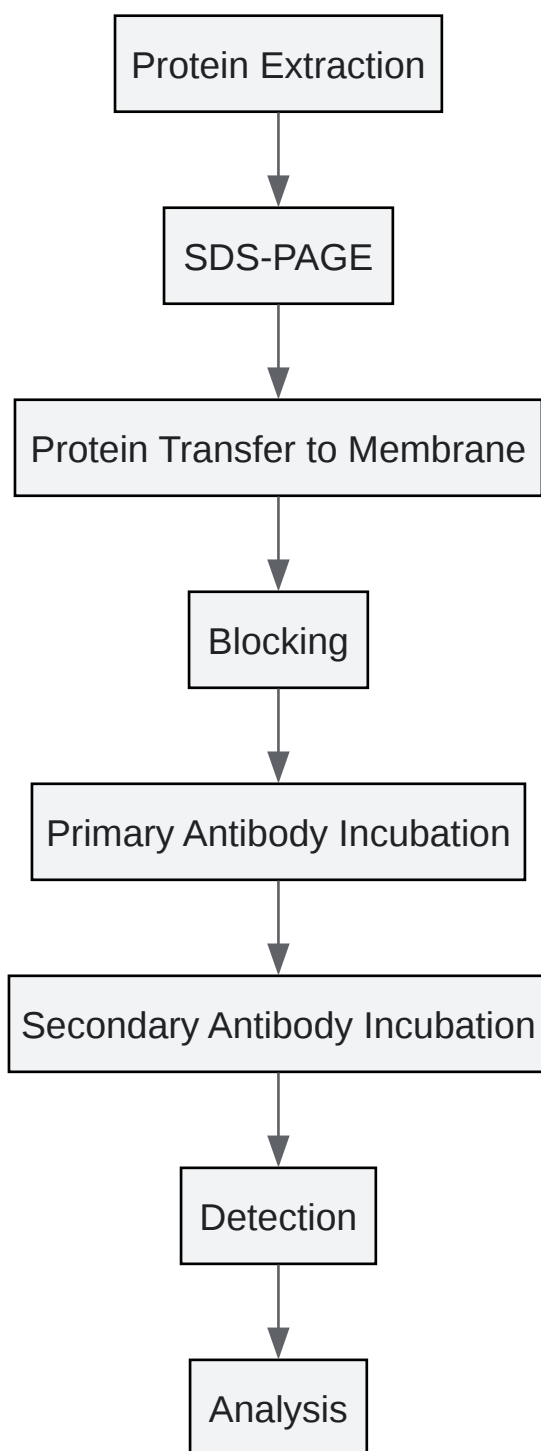 Protein Extraction
SDS-PAGE
Protein Transfer to Membrane
Blocking
Primary Antibody Incubation
Secondary Antibody Incubation
Detection
Analysis